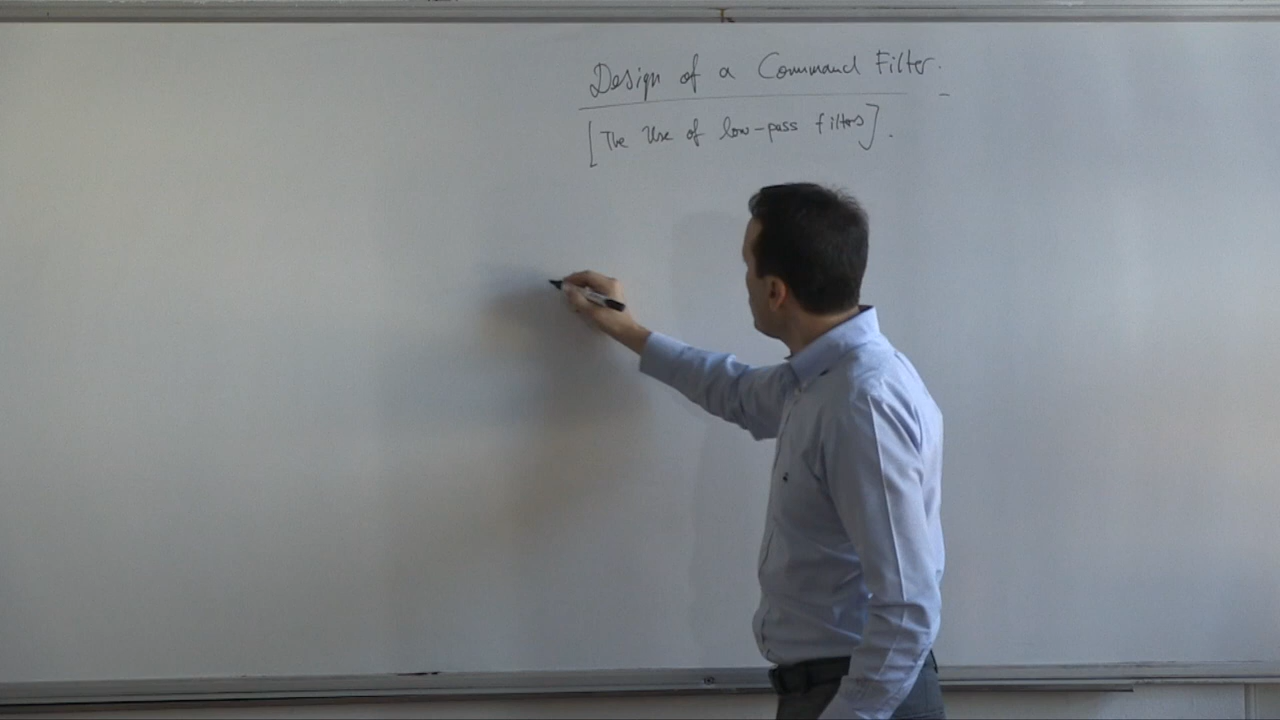 Design of a Command Filter.
[The Use of low-pass filters].